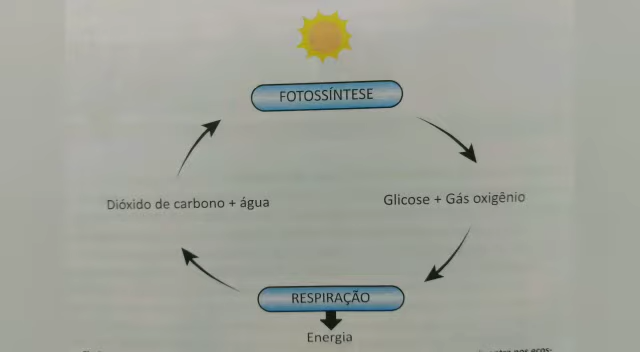 FOTOSSÍNTESE
Dióxido de carbono + água
Glicose + Gás oxigênio
RESPIRAÇÃO
Energia